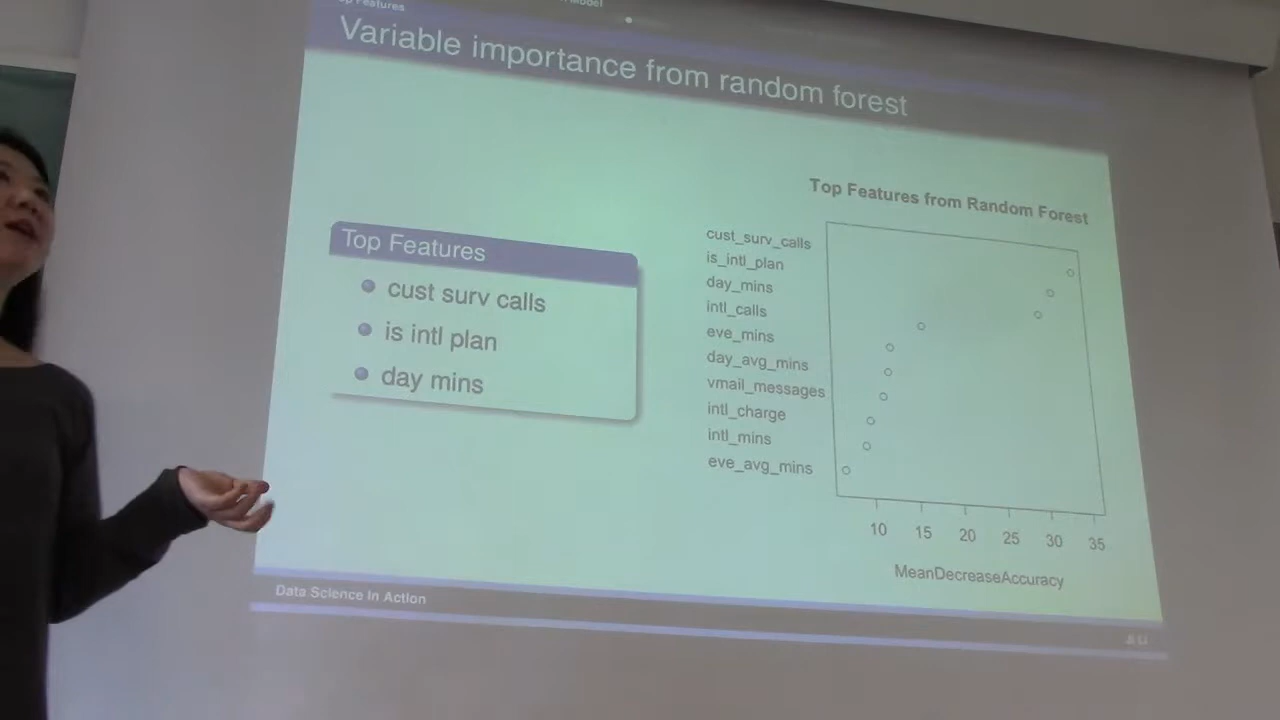 Features
Model
Variable importance from random forest
Top Features
cust surv calls
is intl plan
day mins
Top Features from Random Forest
cust_surv_calls
is_intl_plan
day_mins
intl_calls
eve_mins
day_avg_mins
vmail_messages
intl_charge
intl_mins
eve_avg_mins
10 15 20 25 30 35
MeanDecreaseAccuracy
Data Science in Action